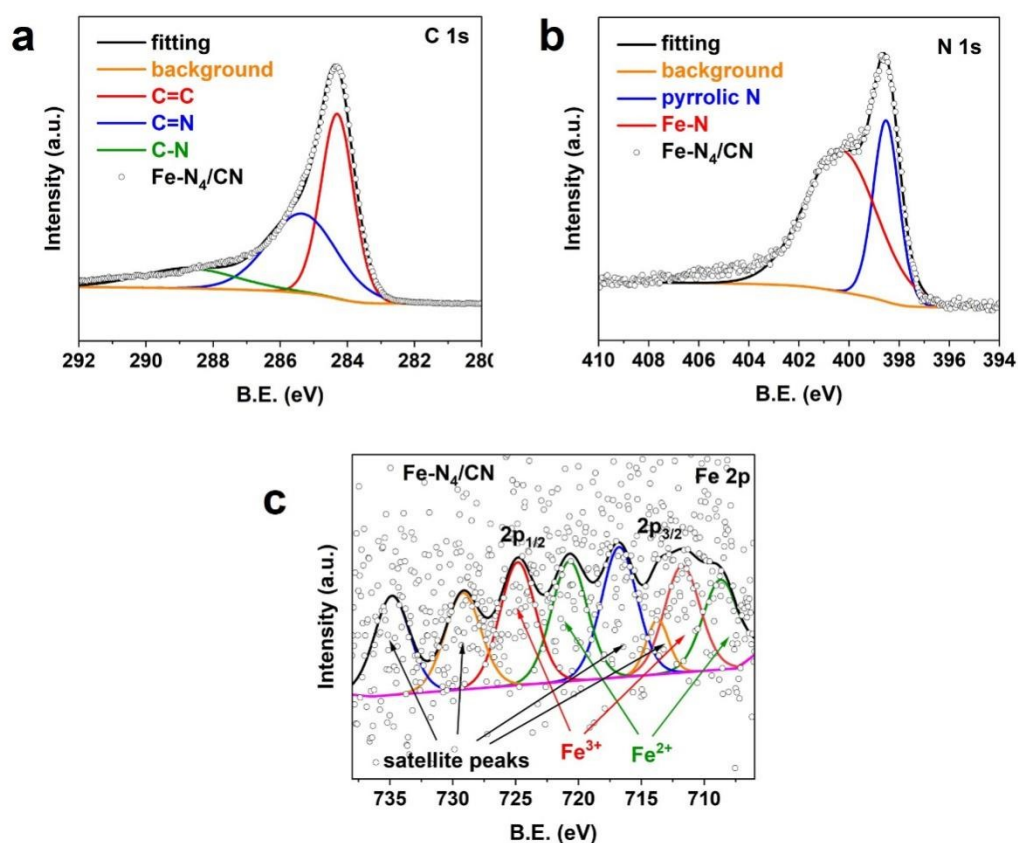 a
C 1s
fitting
background
C=C
C=N
C-N
Fe-N4/CN
Intensity (a.u.)
292 290 288 286 284 282 280
B.E. (eV)
b
N 1s
fitting
background
pyrrolic N
Fe-N
Fe-N4/CN
Intensity (a.u.)
410 408 406 404 402 400 398 396 394
B.E. (eV)
c
Fe-N4/CN
Fe 2p
2p1/2
2p3/2
Intensity (a.u.)
satellite peaks
Fe3+
Fe2+
735 730 725 720 715 710
B.E. (eV)